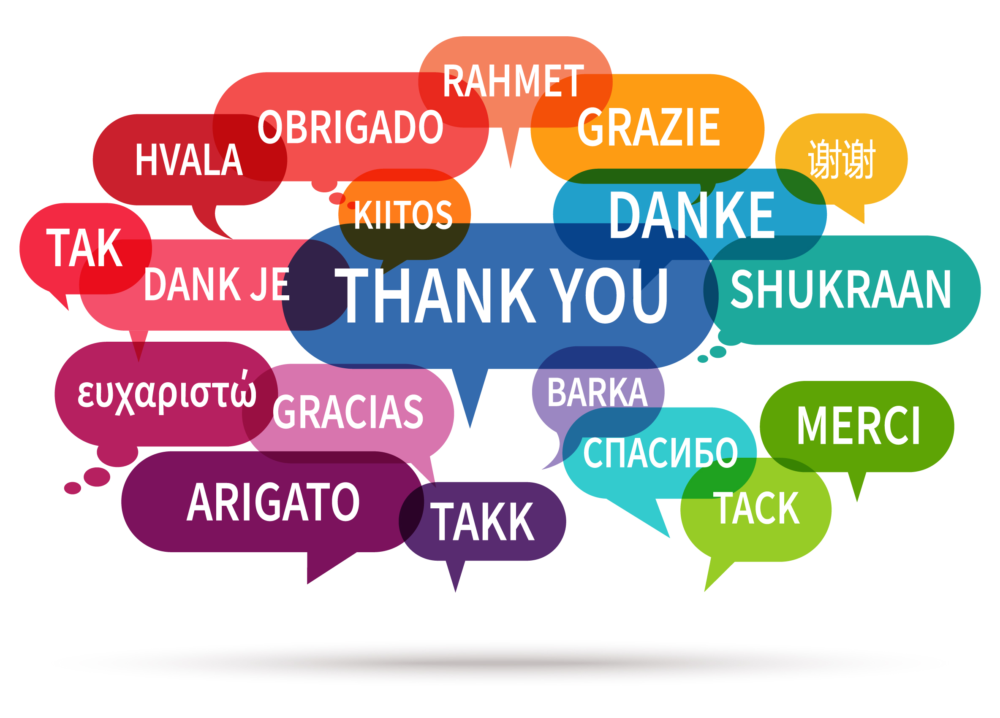 RAHMET
OBRIGADO
GRAZIE
HVALA
谢谢
KIITOS
DANKE
TAK
DANK JE
THANK YOU
SHUKRAAN
ευχαριστώ
GRACIAS
BARKA
СПАСИБО
MERCI
ARIGATO
TAKK
TACK